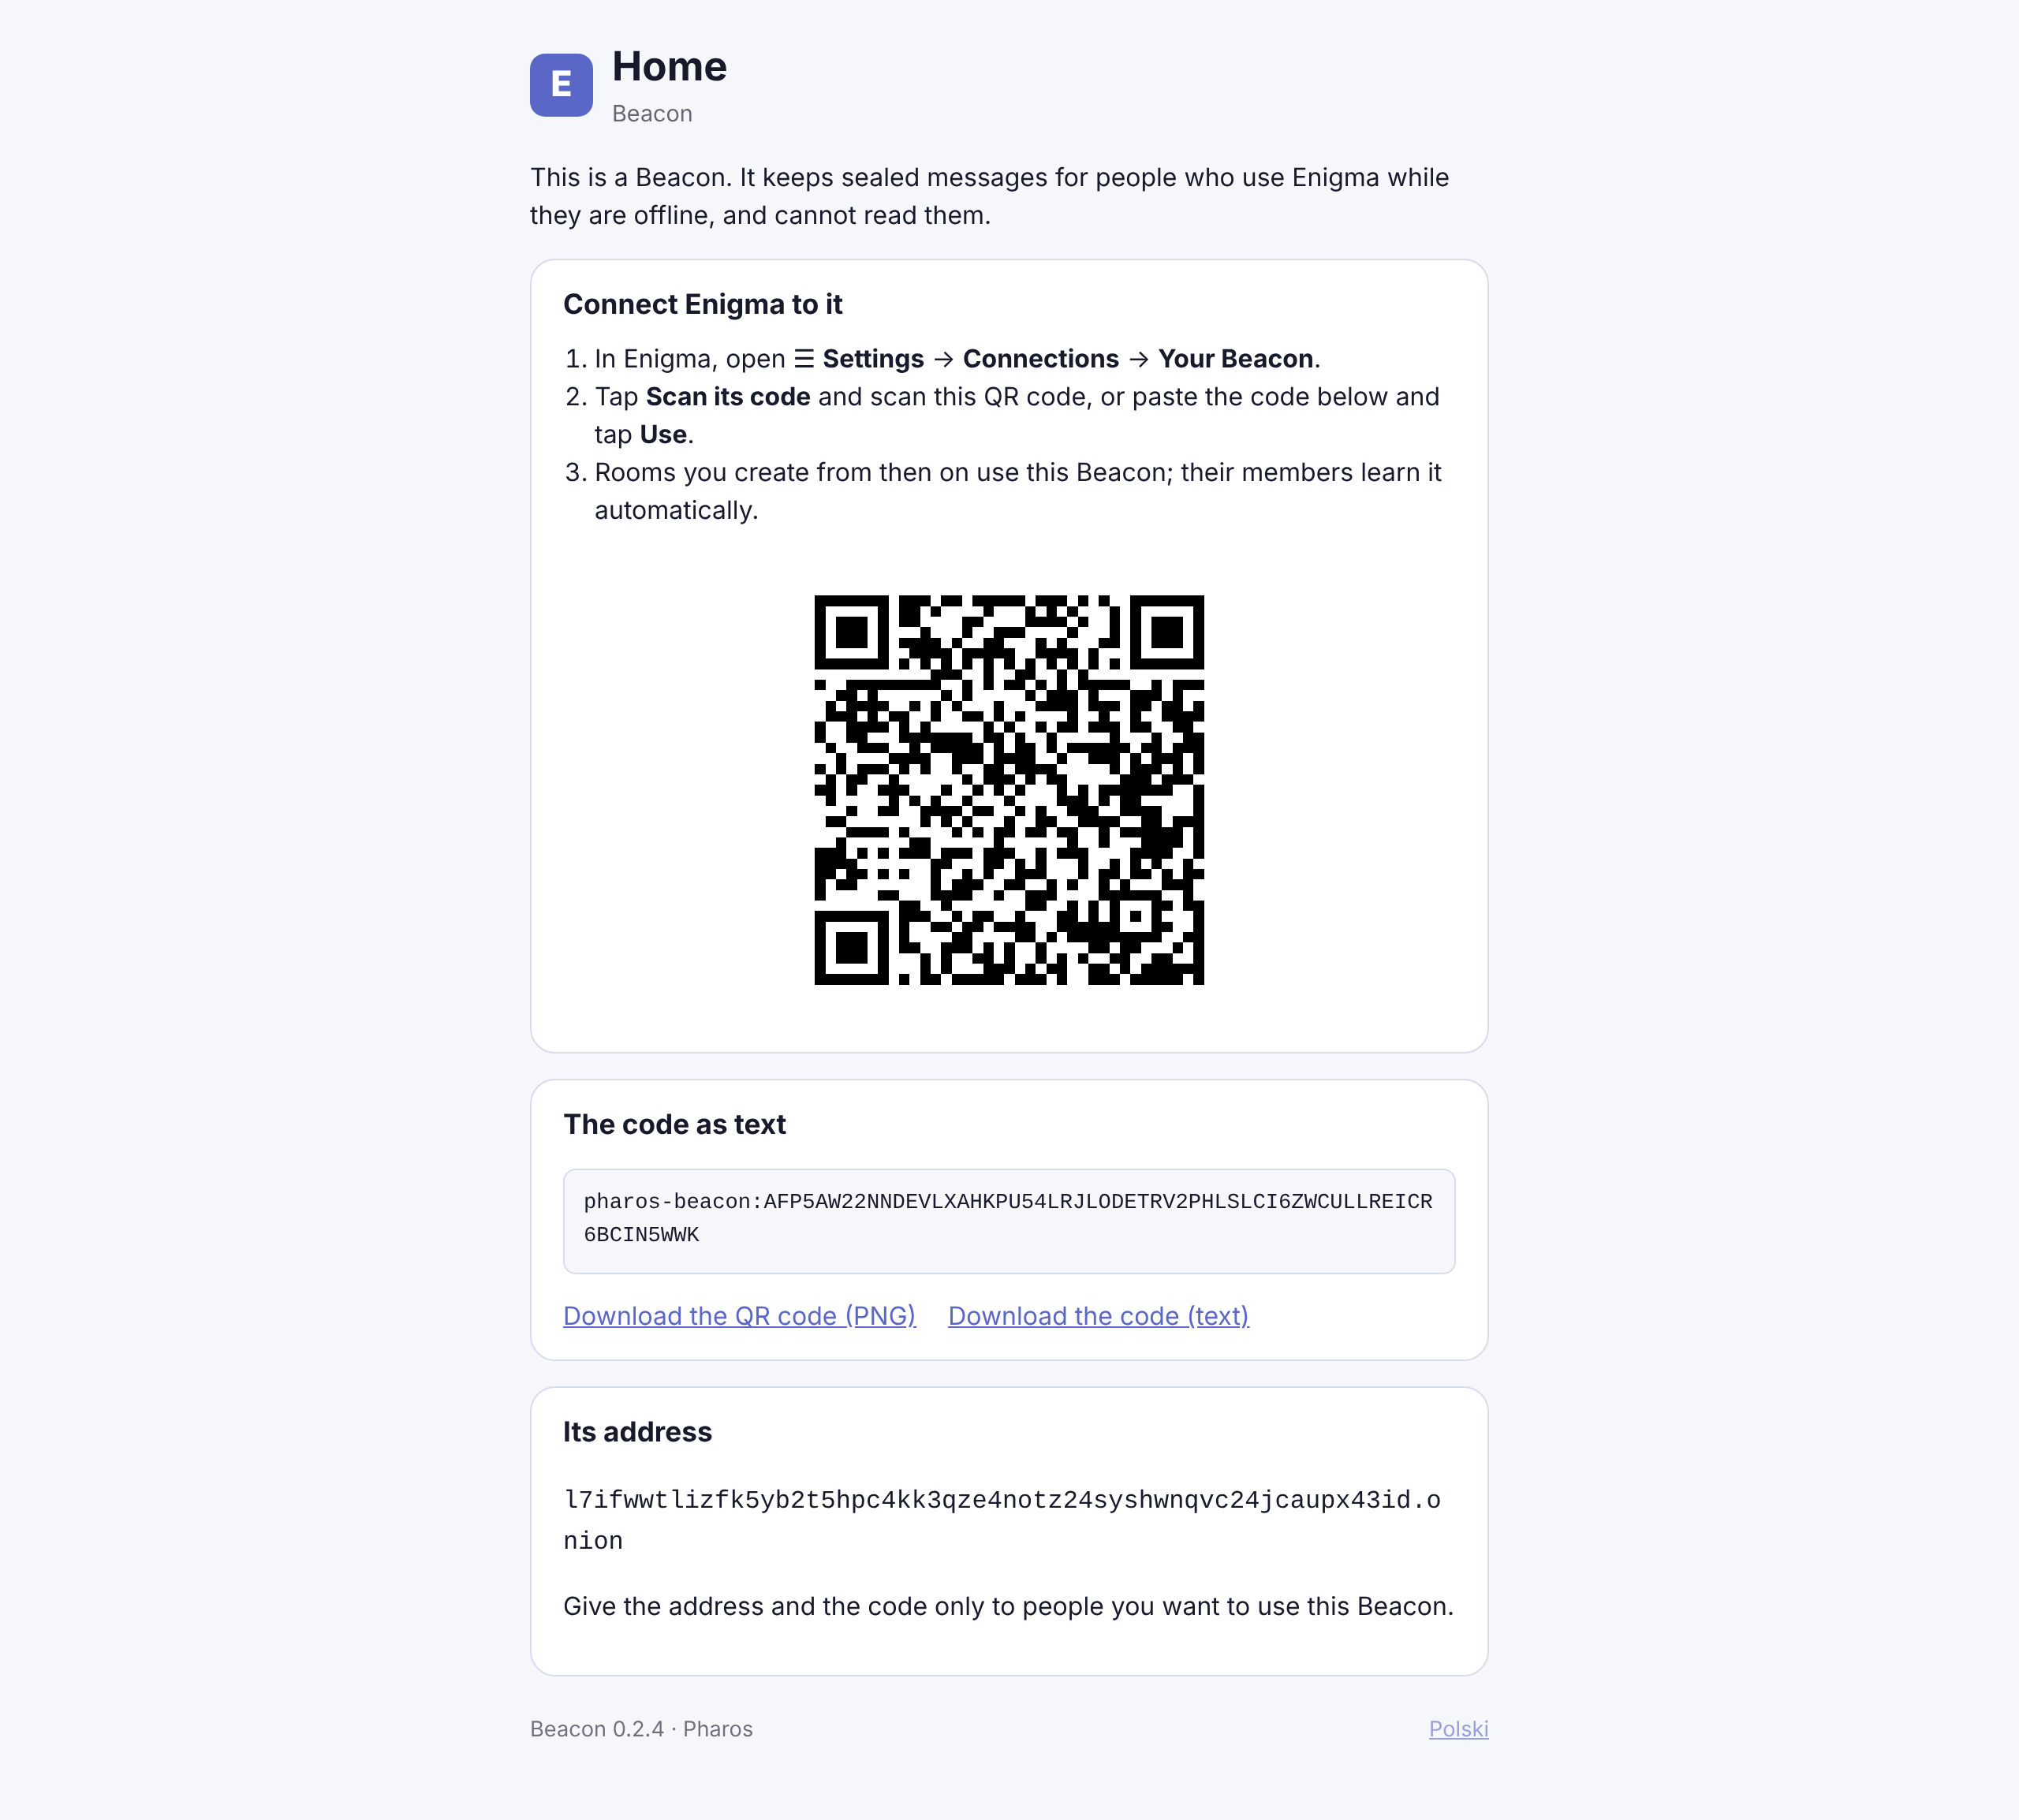 E
Home
Beacon
This is a Beacon. It keeps sealed messages for people who use Enigma while
they are offline, and cannot read them.
Connect Enigma to it
1. In Enigma, open ☰ Settings → Connections → Your Beacon.
2. Tap Scan its code and scan this QR code, or paste the code below and
tap Use.
3. Rooms you create from then on use this Beacon; their members learn it
automatically.
The code as text
pharos-beacon:AFP5AW22NNDEVLXAHKPU54LRJLODETRV2PHLSLCI6ZWCULLREICR
6BCIN5WWK
Download the QR code (PNG) Download the code (text)
Its address
l7ifwwtlizfk5yb2t5hpc4kk3qze4notz24syshwnqvc24jcaupx43id.o
nion
Give the address and the code only to people you want to use this Beacon.
Beacon 0.2.4 · Pharos Polski